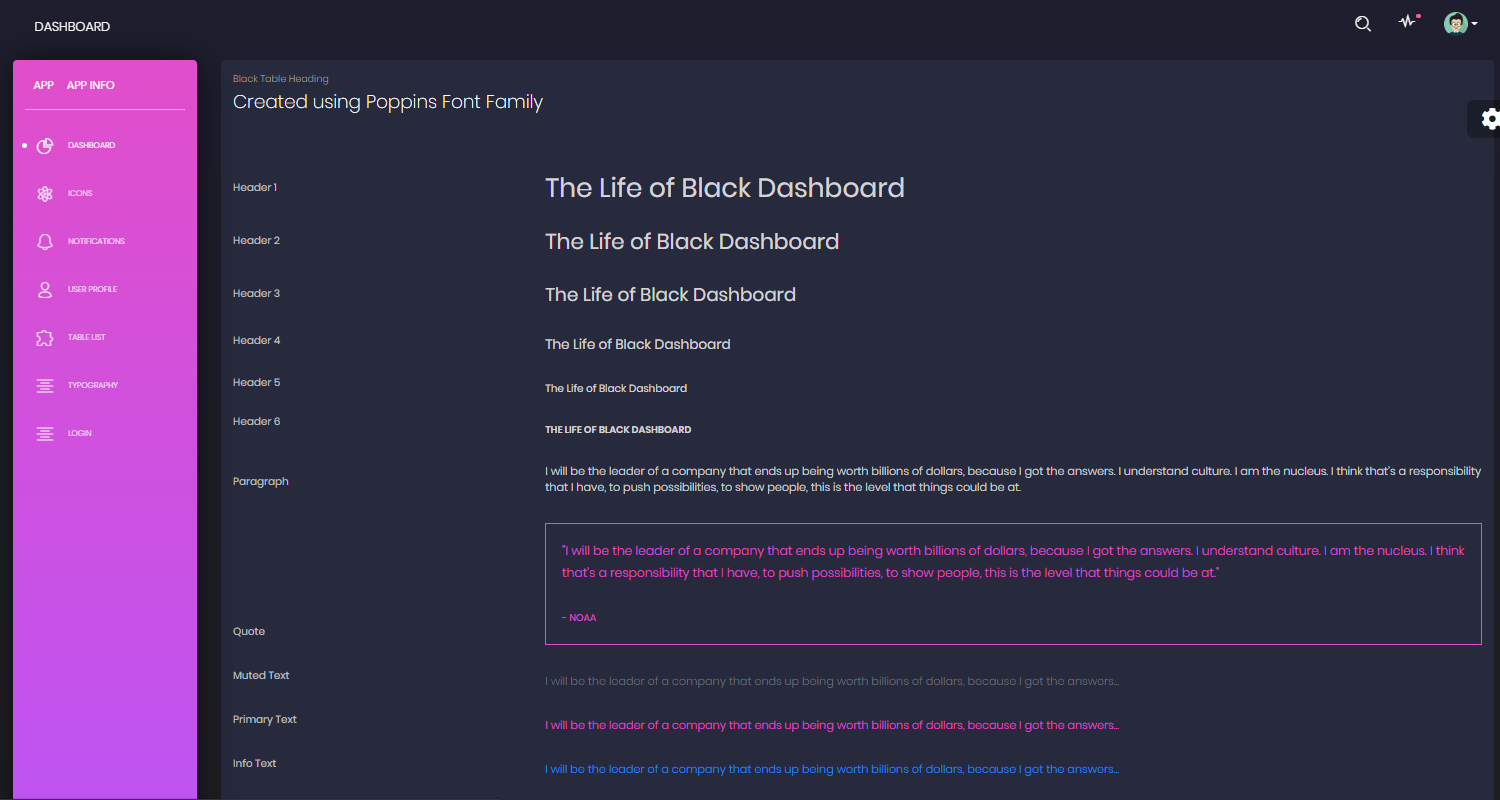 DASHBOARD
APP APP INFO
DASHBOARD
ICONS
NOTIFICATIONS
USER PROFILE
TABLE LIST
TYPOGRAPHY
LOGIN
Black Table Heading
Created using Poppins Font Family
Header 1 The Life of Black Dashboard
Header 2 The Life of Black Dashboard
Header 3 The Life of Black Dashboard
Header 4 The Life of Black Dashboard
Header 5 The Life of Black Dashboard
Header 6 THE LIFE OF BLACK DASHBOARD
Paragraph
I will be the leader of a company that ends up being worth billions of dollars, because I got the answers. I understand culture. I am the nucleus. I think that's a responsibility
that I have, to push possibilities, to show people, this is the level that things could be at.
Quote
"I will be the leader of a company that ends up being worth billions of dollars, because I got the answers. I understand culture. I am the nucleus. I think
that's a responsibility that I have, to push possibilities, to show people, this is the level that things could be at."
- NOAA
Muted Text I will be the leader of a company that ends up being worth billions of dollars, because I got the answers...
Primary Text I will be the leader of a company that ends up being worth billions of dollars, because I got the answers...
Info Text I will be the leader of a company that ends up being worth billions of dollars, because I got the answers...